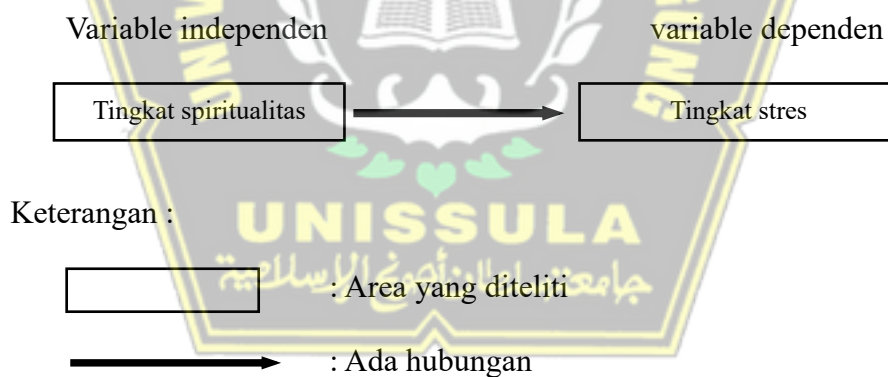 Variable independen variable dependen
Tingkat spiritualitas Tingkat stres
Keterangan :
UNISSULA
: Area yang diteliti
: Ada hubungan